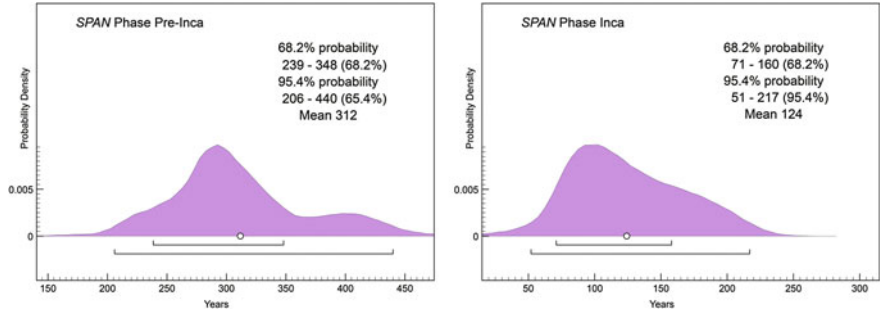 SPAN Phase Pre-Inca
68.2% probability
239 - 348 (68.2%)
95.4% probability
206 - 440 (65.4%)
Mean 312
Probability Density
0.005
0
150 200 250 300 350 400 450
Years
SPAN Phase Inca
68.2% probability
71 - 160 (68.2%)
95.4% probability
51 - 217 (95.4%)
Mean 124
Probability Density
0.005
0
50 100 150 200 250 300
Years